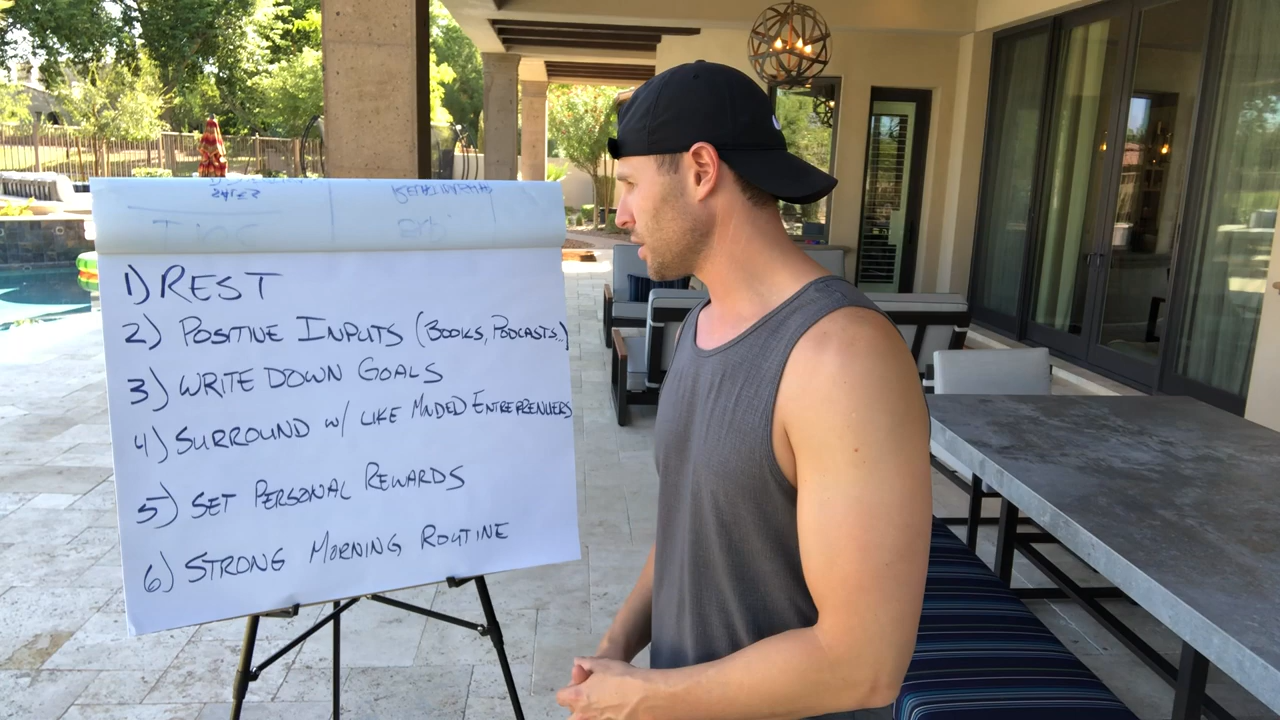 1) REST
2) POSITIVE INPUTS (BOOKS, PODCASTS..)
3) WRITE DOWN GOALS
4) SURROUND W/ LIKE MINDED ENTREPRENUERS
5) SET PERSONAL REWARDS
6) STRONG MORNING ROUTINE